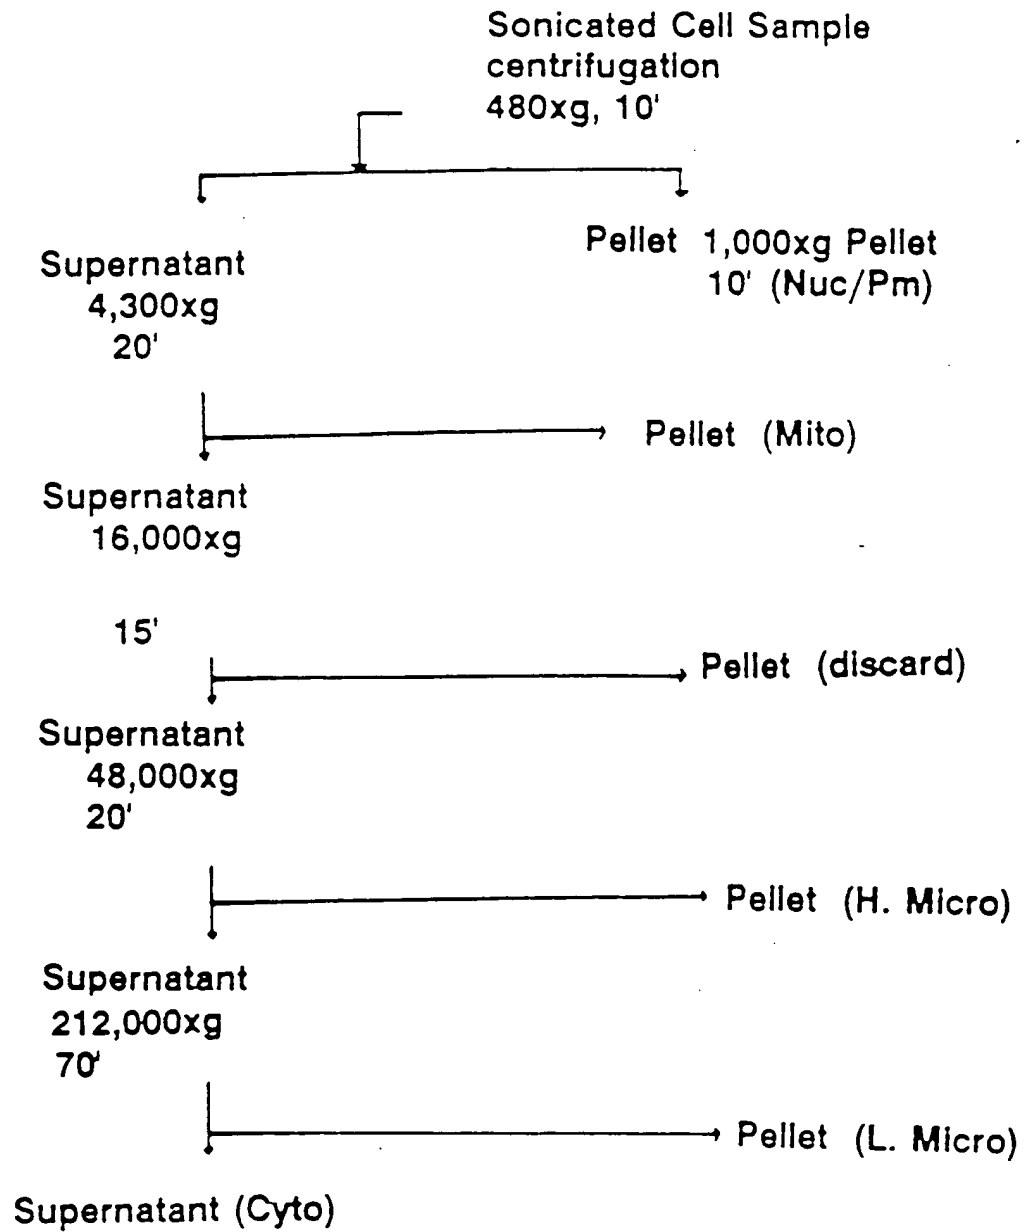 Sonicated Cell Sample
centrifugation
480xg, 10'
Pellet 1,000xg Pellet
10' (Nuc/Pm)
Supernatant
4,300xg
20'
Pellet (Mito)
Supernatant
16,000xg
15'
Pellet (discard)
Supernatant
48,000xg
20'
Pellet (H. Micro)
Supernatant
212,000xg
70'
Pellet (L. Micro)
Supernatant (Cyto)